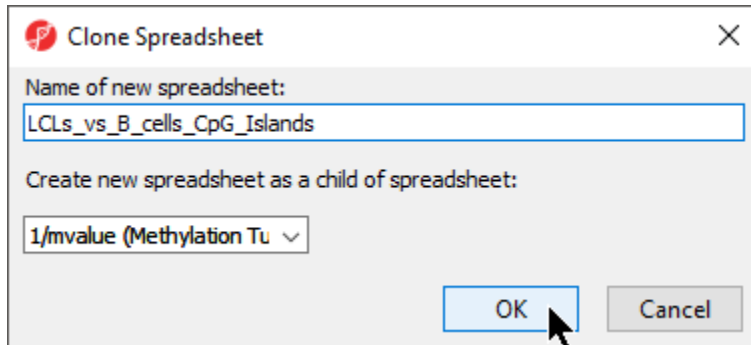 Clone Spreadsheet
Name of new spreadsheet:
LCLs_vs_B_cells_CpG_Islands
Create new spreadsheet as a child of spreadsheet:
1/mvalue (Methylation Tu
OK
Cancel